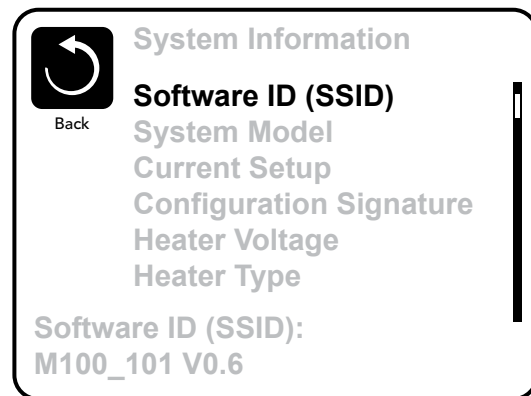 System Information
Back
Software ID (SSID)
System Model
Current Setup
Configuration Signature
Heater Voltage
Heater Type
Software ID (SSID):
M100_101 V0.6